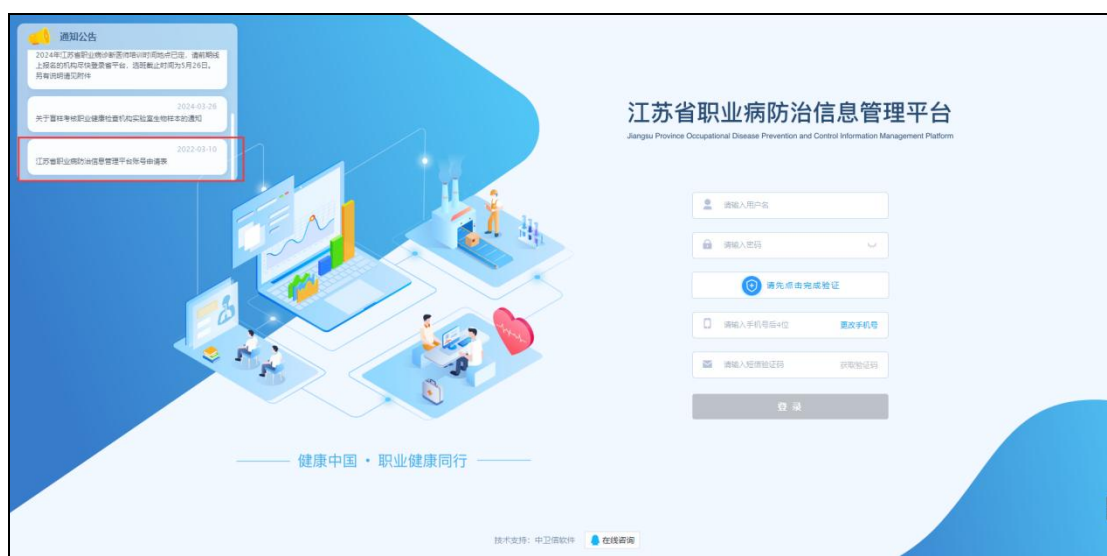 通知公告
2024年江苏省职业病诊断医师培训时间地点已定，请前期线
上报名的机构尽快登录省平台，选班截止时间为5月26日。
另有说明请见附件
2024-03-26
关于盲样考核职业健康检查机构实验室生物样本的通知
2022-03-10
江苏省职业病防治信息管理平台账号申请表
江苏省职业病防治信息管理平台
Jiangsu Province Occupational Disease Prevention and Control Information Management Platform
请输入用户名
请输入密码
请先点击完成验证
请输入手机号后4位
更改手机号
请输入短信验证码
获取验证码
登 录
健康中国 · 职业健康同行
技术支持：中卫信软件
在线咨询